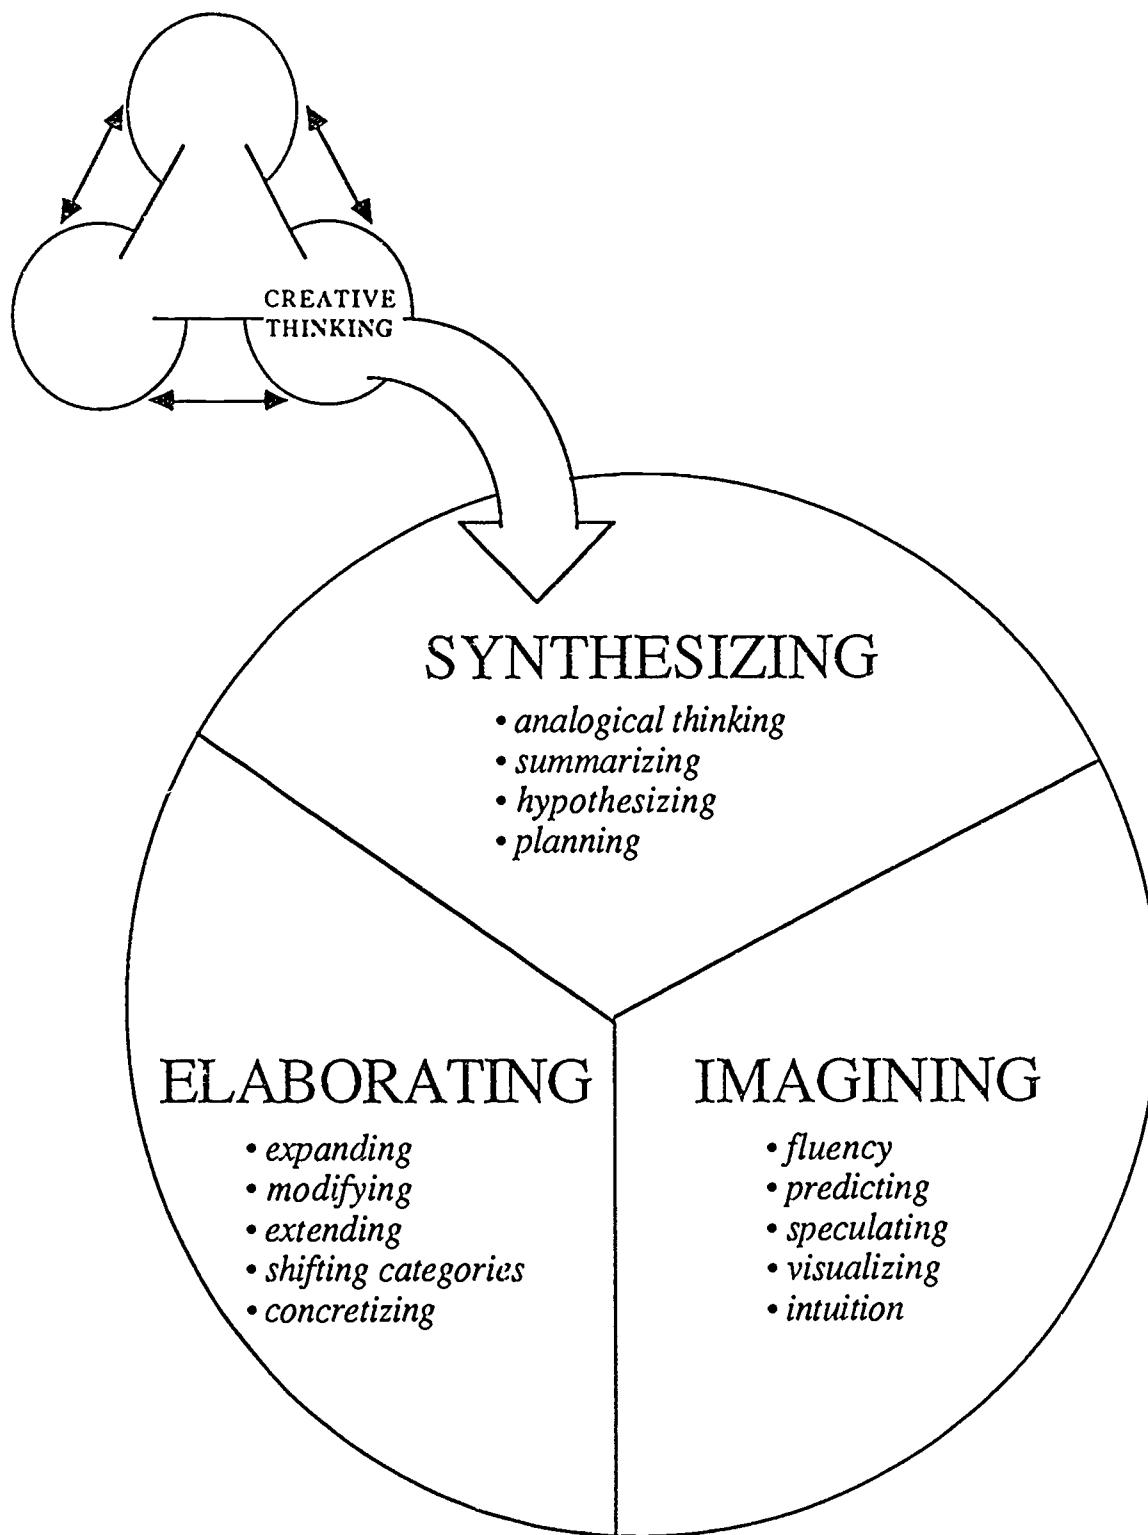 CREATIVE
THINKING
SYNTHESIZING
• analogical thinking
• summarizing
• hypothesizing
• planning
ELABORATING
• expanding
• modifying
• extending
• shifting categories
• concretizing
IMAGINING
• fluency
• predicting
• speculating
• visualizing
• intuition